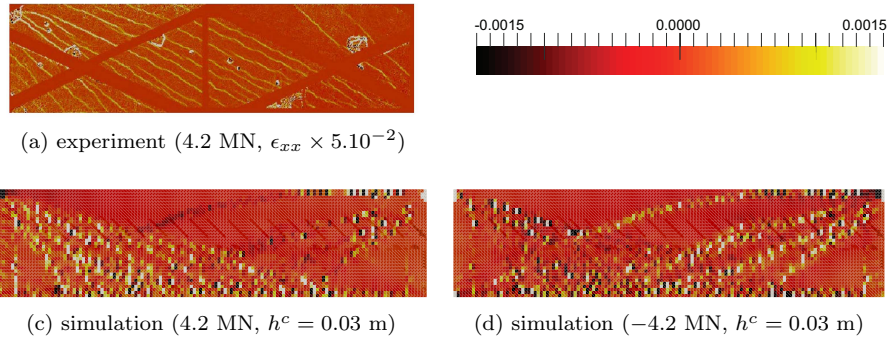 -0.0015 0.0000 0.0015
(a) experiment (4.2 MN, ϵxx × 5.10−2)
(c) simulation (4.2 MN, hc = 0.03 m)
(d) simulation (−4.2 MN, hc = 0.03 m)